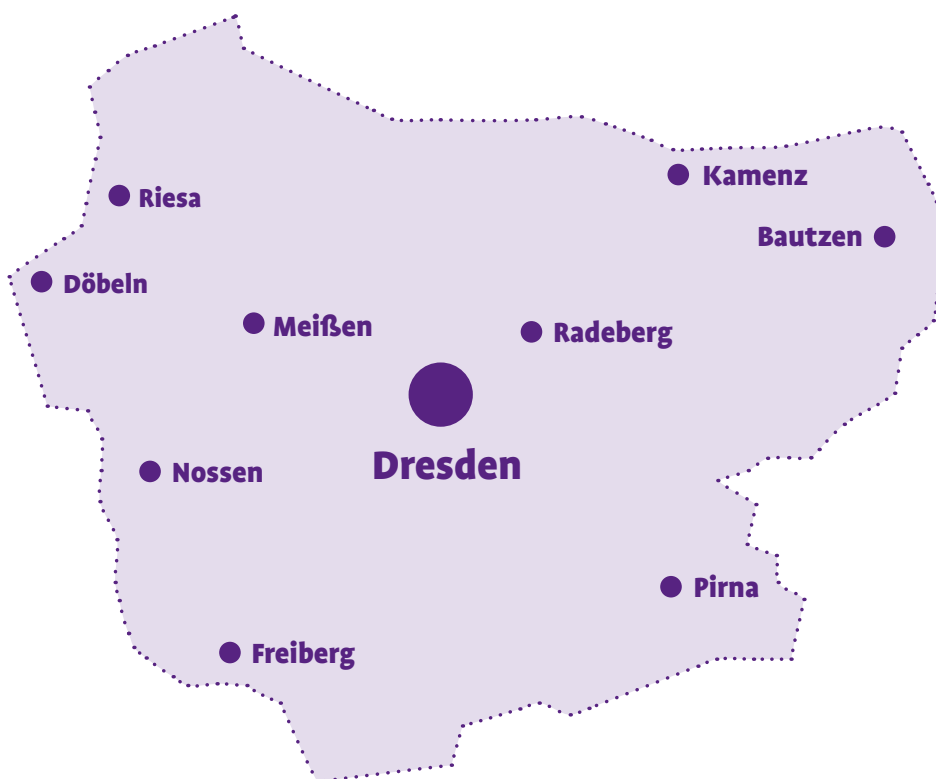 Kamenz
Riesa
Bautzen
Döbeln
Meißen
Radeberg
Dresden
Nossen
Pirna
Freiberg